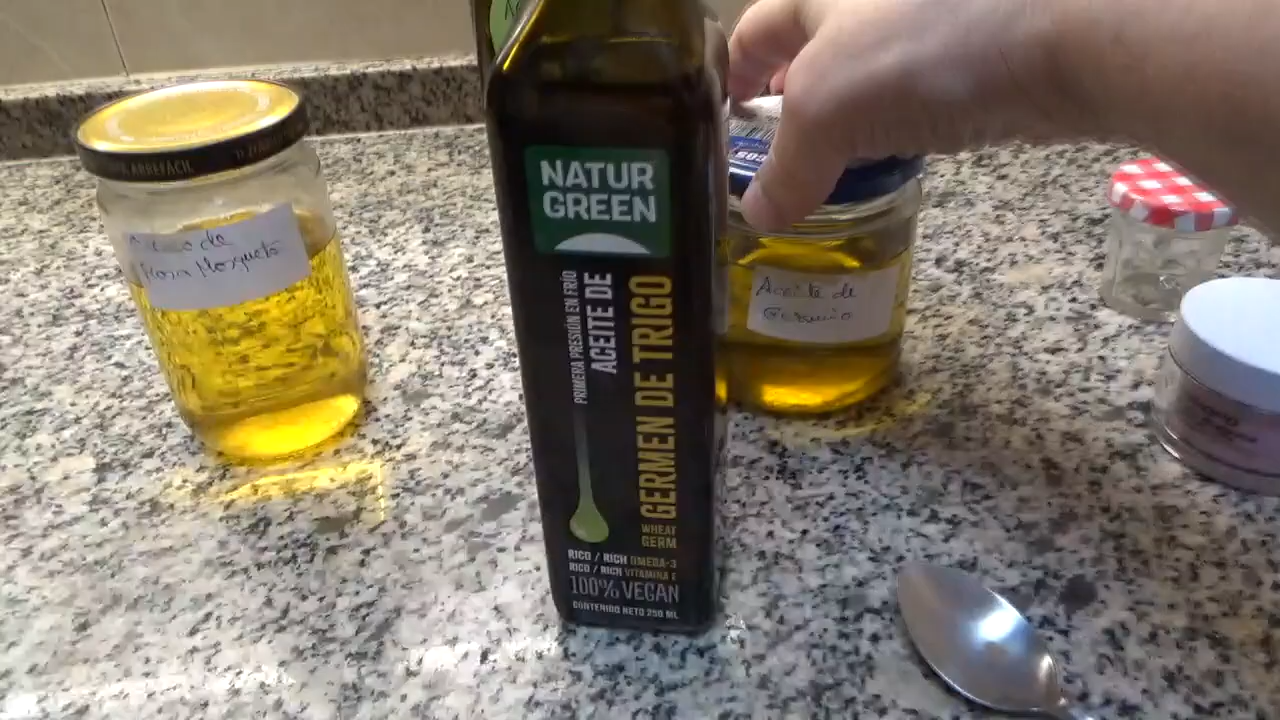 ARREFACIL
de
Rosa Mosqueta
NATUR
GREEN
PRIMERA PRESIÓN EN FRÍO
ACEITE DE
GERMEN DE TRIGO
WHEAT
GERM
RICO / RICH OMEGA-3
RICO / RICH VITAMINA E
100% VEGAN
CONTENIDO NETO 250 ML
Aceite de